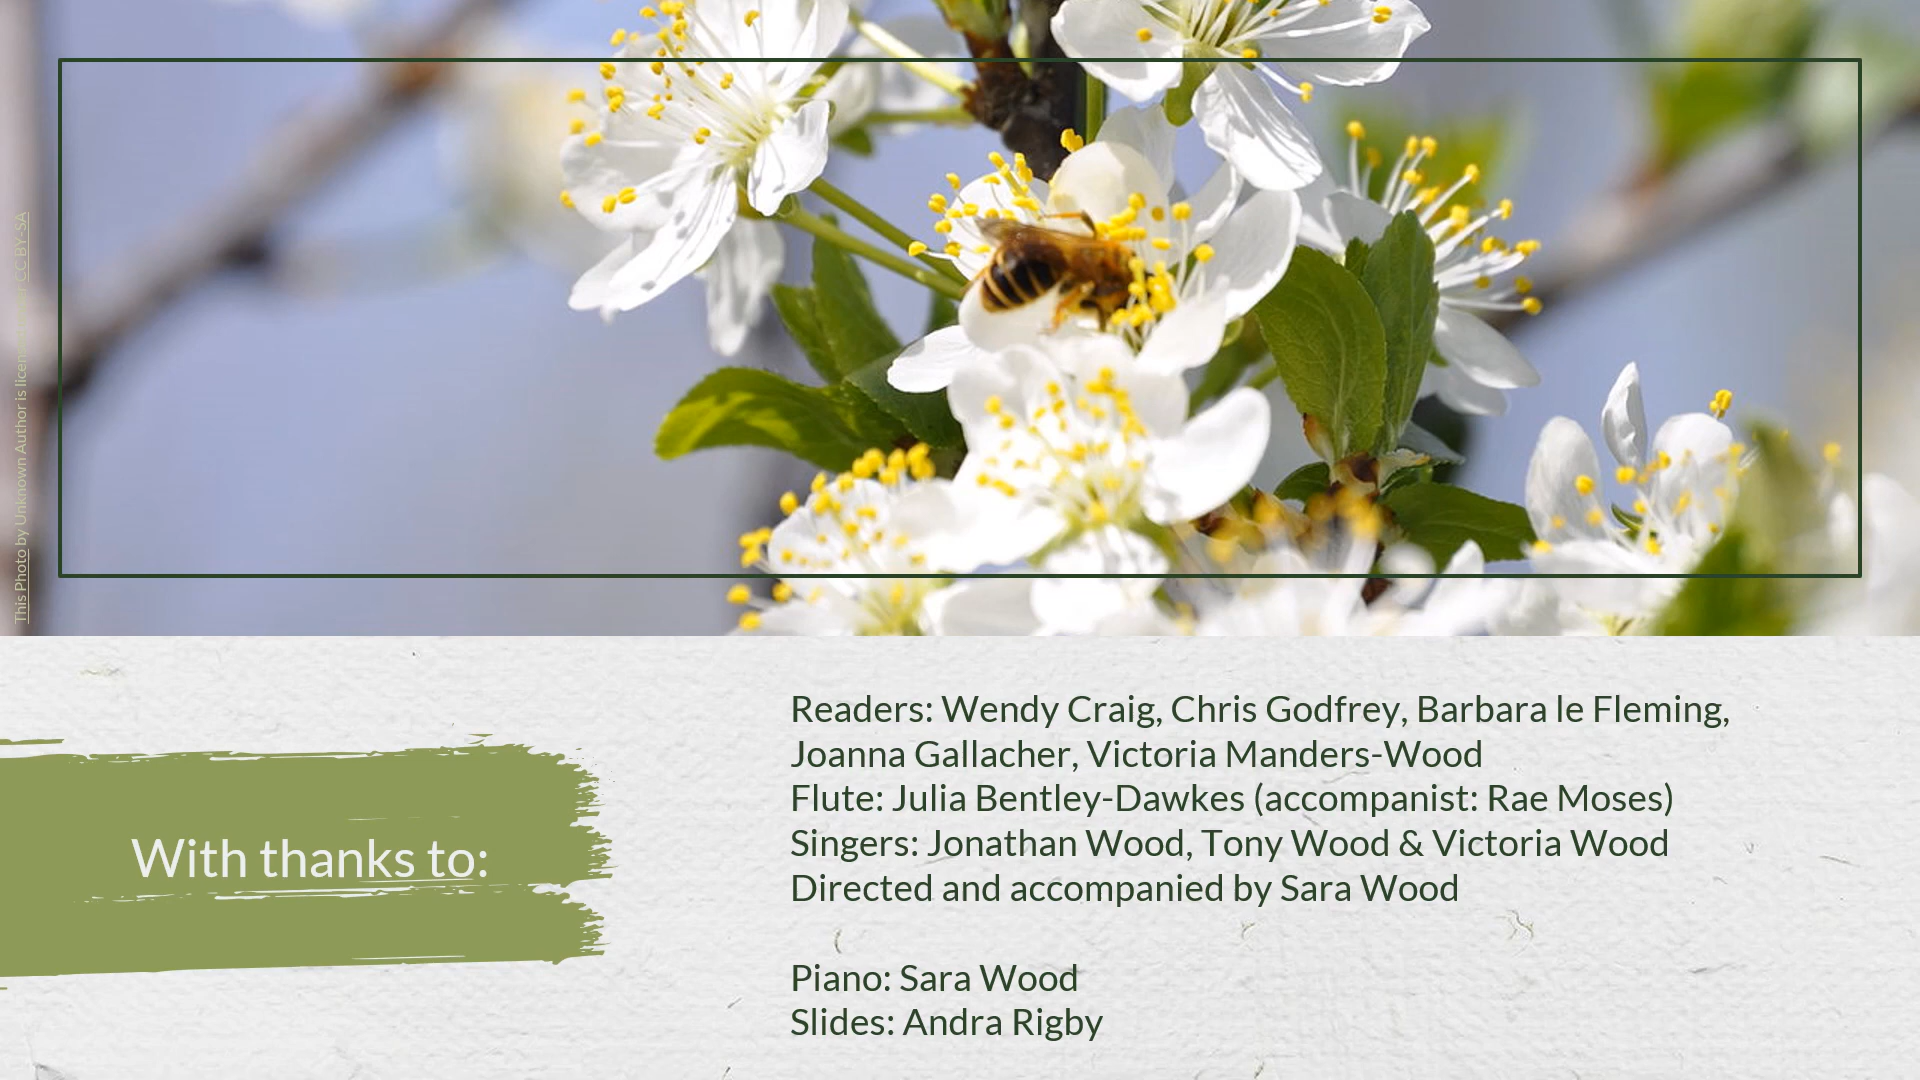 This Photo by Unknown Author is licensed under CC BY-SA
With thanks to:
Readers: Wendy Craig, Chris Godfrey, Barbara le Fleming,
Joanna Gallacher, Victoria Manders-Wood
Flute: Julia Bentley-Dawkes (accompanist: Rae Moses)
Singers: Jonathan Wood, Tony Wood & Victoria Wood
Directed and accompanied by Sara Wood
Piano: Sara Wood
Slides: Andra Rigby